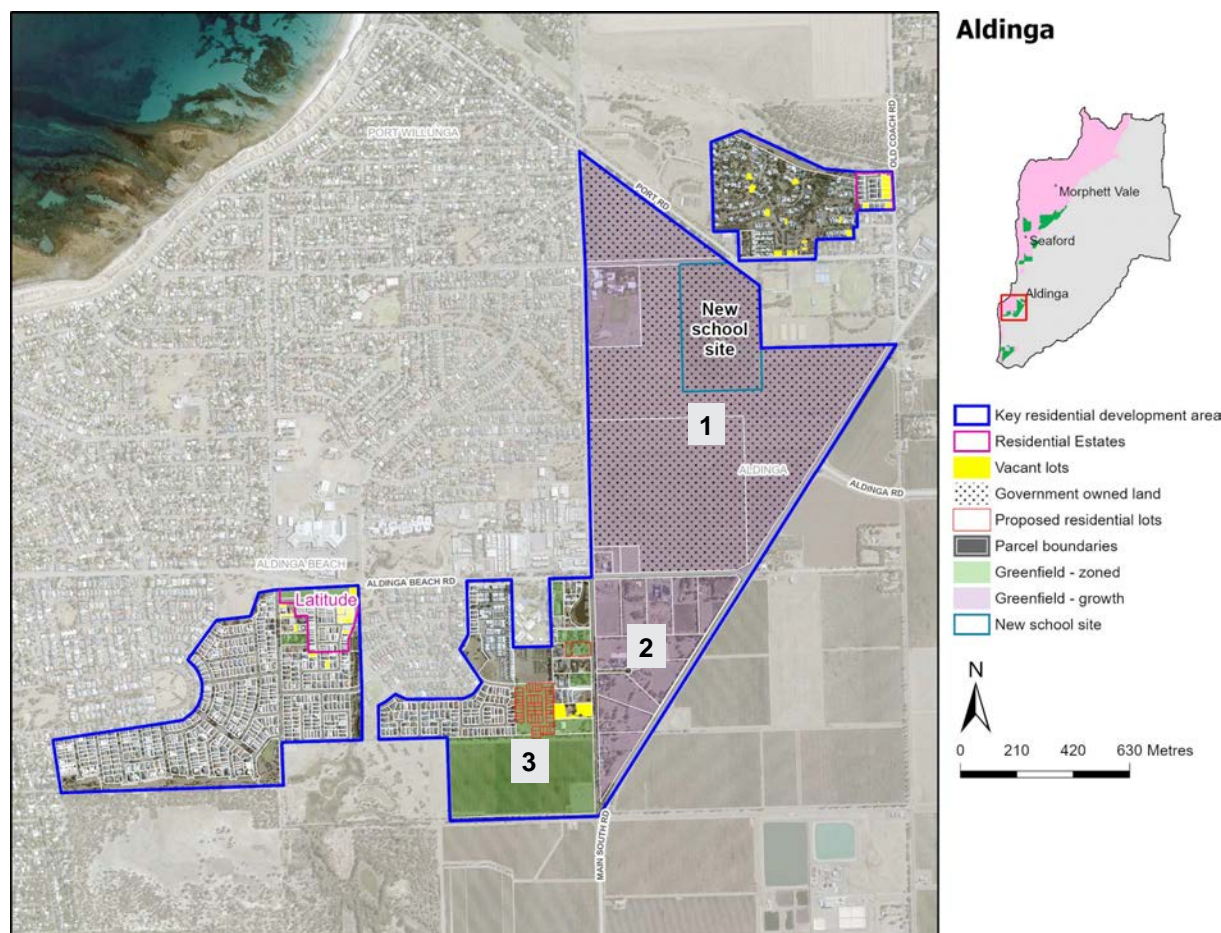 Aldinga
PORT WILLUNGA
OLD COACH RD
PORT RD
New
school
site
1
ALDINGA
ALDINGA RD
ALDINGA BEACH
ALDINGA BEACH RD
Latitude
2
3
MAIN SOUTH RD
Morphett Vale
Seaford
Aldinga
Key residential development area
Residential Estates
Vacant lots
Government owned land
Proposed residential lots
Parcel boundaries
Greenfield - zoned
Greenfield - growth
New school site
N
0 210 420 630 Metres